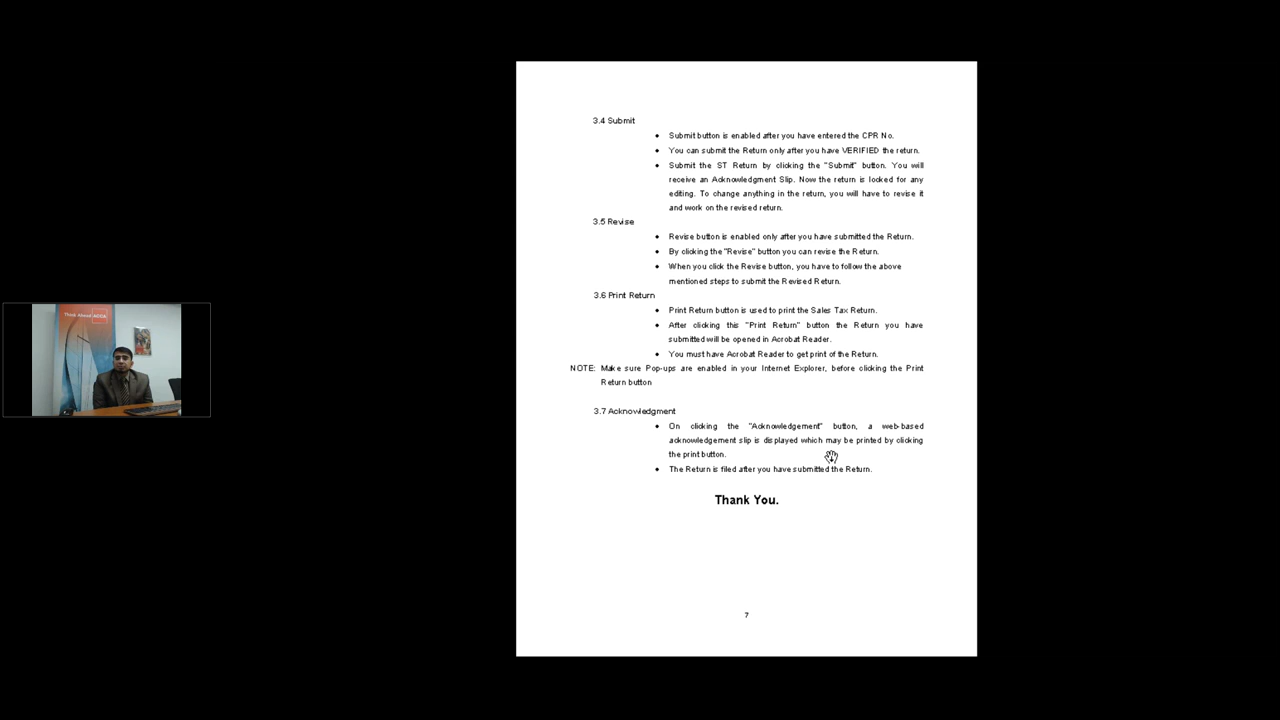 Think Ahead ACCA
3.4 Submit
• Submit button is enabled after you have entered the CPR No.
• You can submit the Return only after you have VERIFIED the return.
• Submit the ST Return by clicking the "Submit" button. You will
receive an Acknowledgment Slip. Now the return is looked for any
editing. To change anything in the return, you will have to revise it
and work on the revised return.
3.5 Revise
• Revise button is enabled only after you have submitted the Return.
• By clicking the "Revise" button you can revise the Return.
• When you click the Revise button, you have to follow the above
mentioned steps to submit the Revised Return.
3.6 Print Return
• Print Return button is used to print the Sales Tax Return.
• After clicking this "Print Return" button the Return you have
submitted will be opened in Acrobat Reader.
• You must have Acrobat Reader to get print of the Return.
NOTE: Make sure Pop-ups are enabled in your Internet Explorer, before clicking the Print
Return button
3.7 Acknowledgment
• On clicking the "Acknowledgement" button, a web-based
acknowledgement slip is displayed which may be printed by clicking
the print button.
• The Return is filed after you have submitted the Return.
Thank You.
7